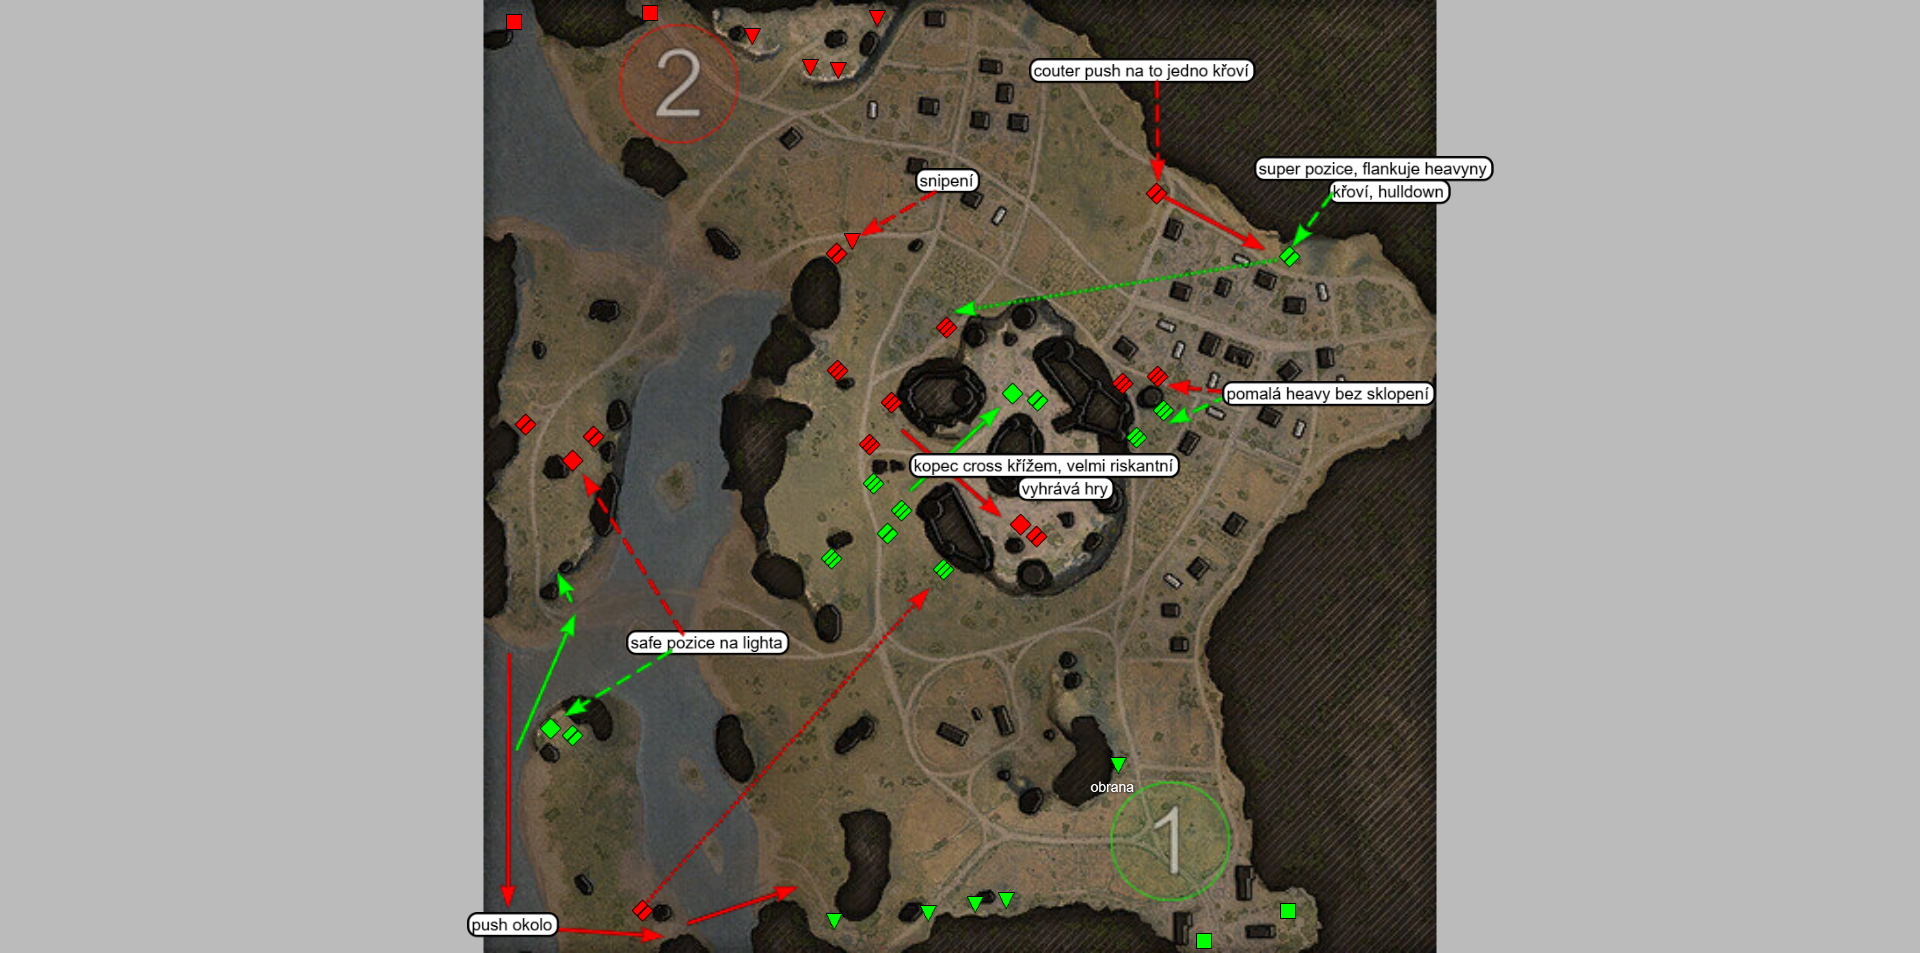 2
couter push na to jedno křoví
super pozice, flankuje heavyny
křoví, hulldown
snipení
pomalá heavy bez sklopení
kopec cross křížem, velmi riskantní
vyhrává hry
safe pozice na lighta
obrana
1
push okolo